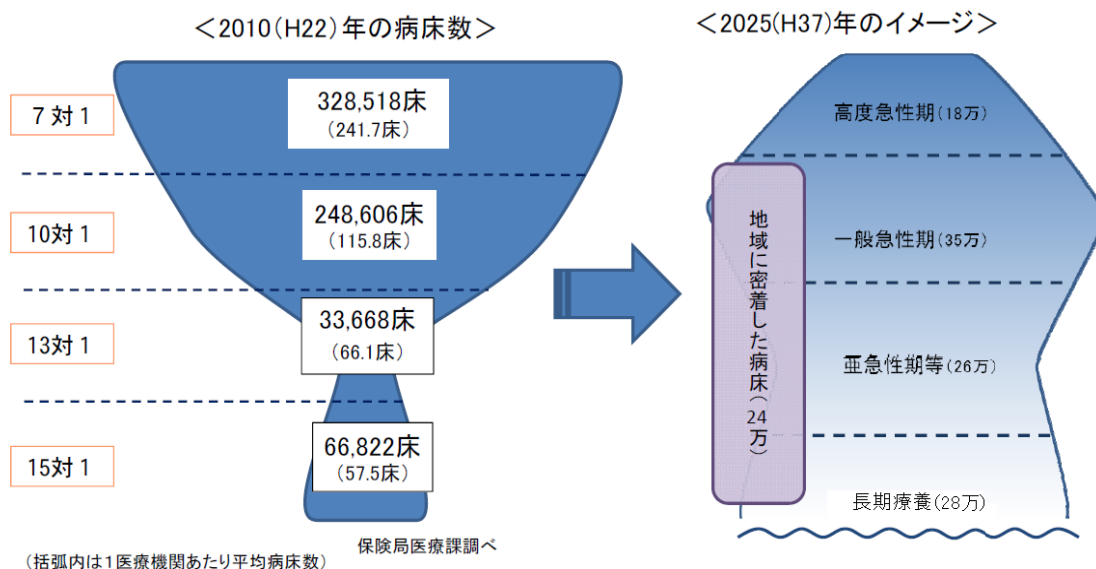 ＜2010(H22)年の病床数＞
7対1
328,518床
(241.7床)
10対1
248,606床
(115.8床)
13対1
33,668床
(66.1床)
15対1
66,822床
(57.5床)
保険局医療課調べ
(括弧内は1医療機関あたり平均病床数)
＜2025(H37)年のイメージ＞
高度急性期(18万)
一般急性期(35万)
亜急性期等(26万)
長期療養(28万)
地域に密着した病床(24万)